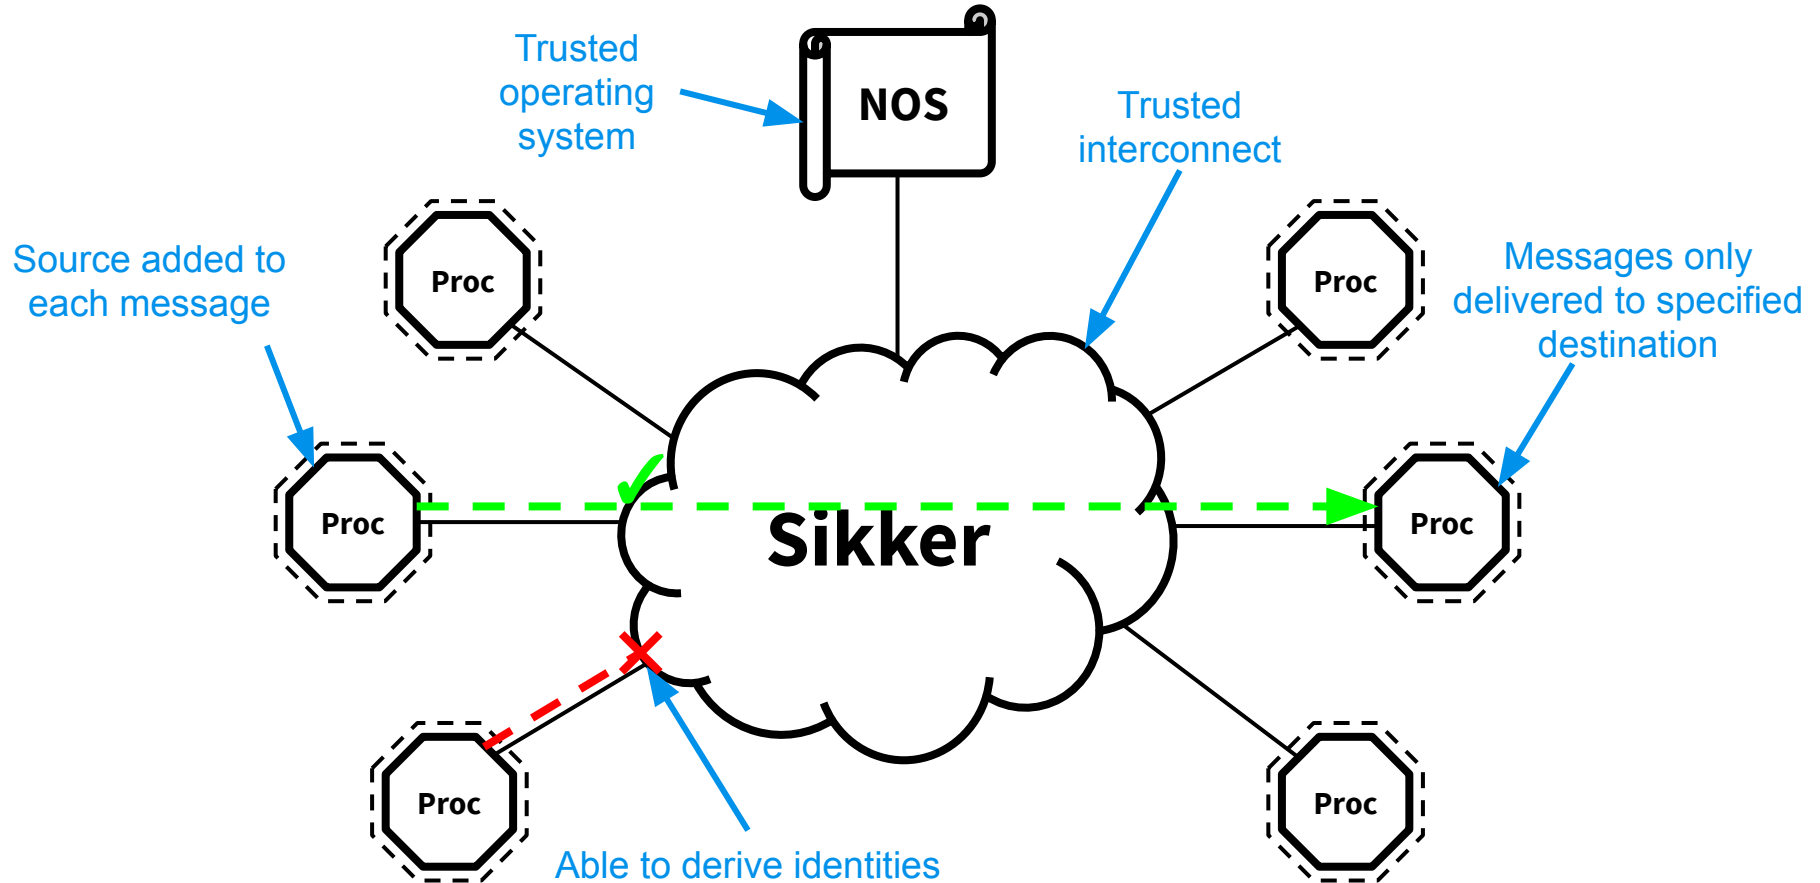 Trusted
operating
system
NOS
Trusted
interconnect
Source added to
each message
Proc
Proc
Messages only
delivered to specified
destination
Proc
Sikker
Proc
Proc
Proc
Able to derive identities